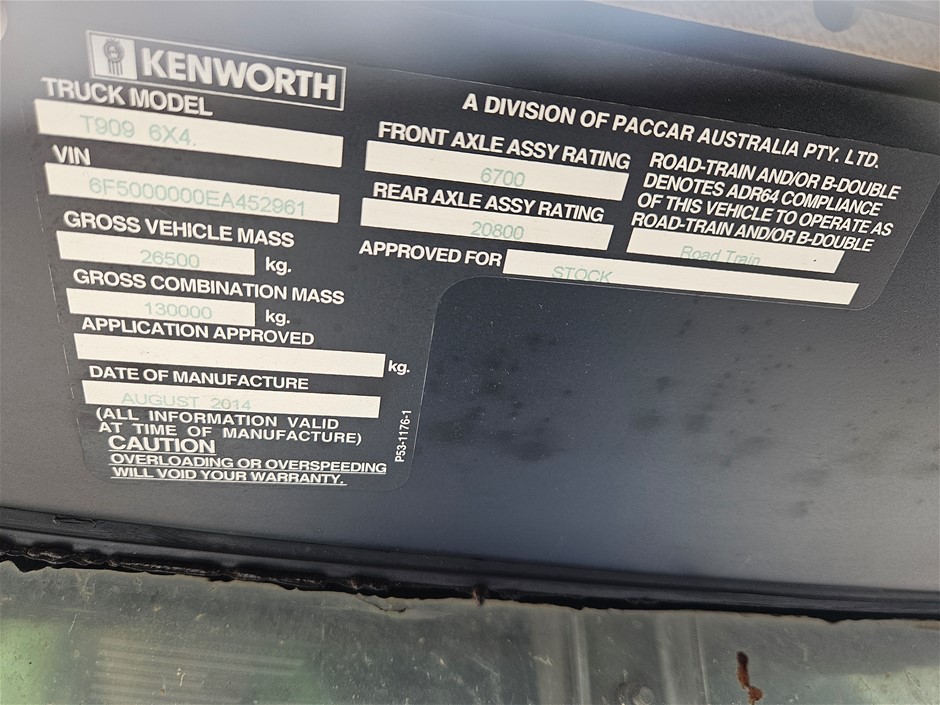 KENWORTH
A DIVISION OF PACCAR AUSTRALIA PTY. LTD.
TRUCK MODEL
T909 6X4.
VIN
6F5000000EA452961
GROSS VEHICLE MASS
26500 kg.
GROSS COMBINATION MASS
130000 kg.
APPLICATION APPROVED
kg.
DATE OF MANUFACTURE
AUGUST 2014
(ALL INFORMATION VALID
AT TIME OF MANUFACTURE)
CAUTION
OVERLOADING OR OVERSPEEDING
WILL VOID YOUR WARRANTY.
P53-1176-1
FRONT AXLE ASSY RATING
6700
REAR AXLE ASSY RATING
20800
APPROVED FOR STOCK
ROAD-TRAIN AND/OR B-DOUBLE
DENOTES ADR64 COMPLIANCE
OF THIS VEHICLE TO OPERATE AS
ROAD-TRAIN AND/OR B-DOUBLE
Road Train